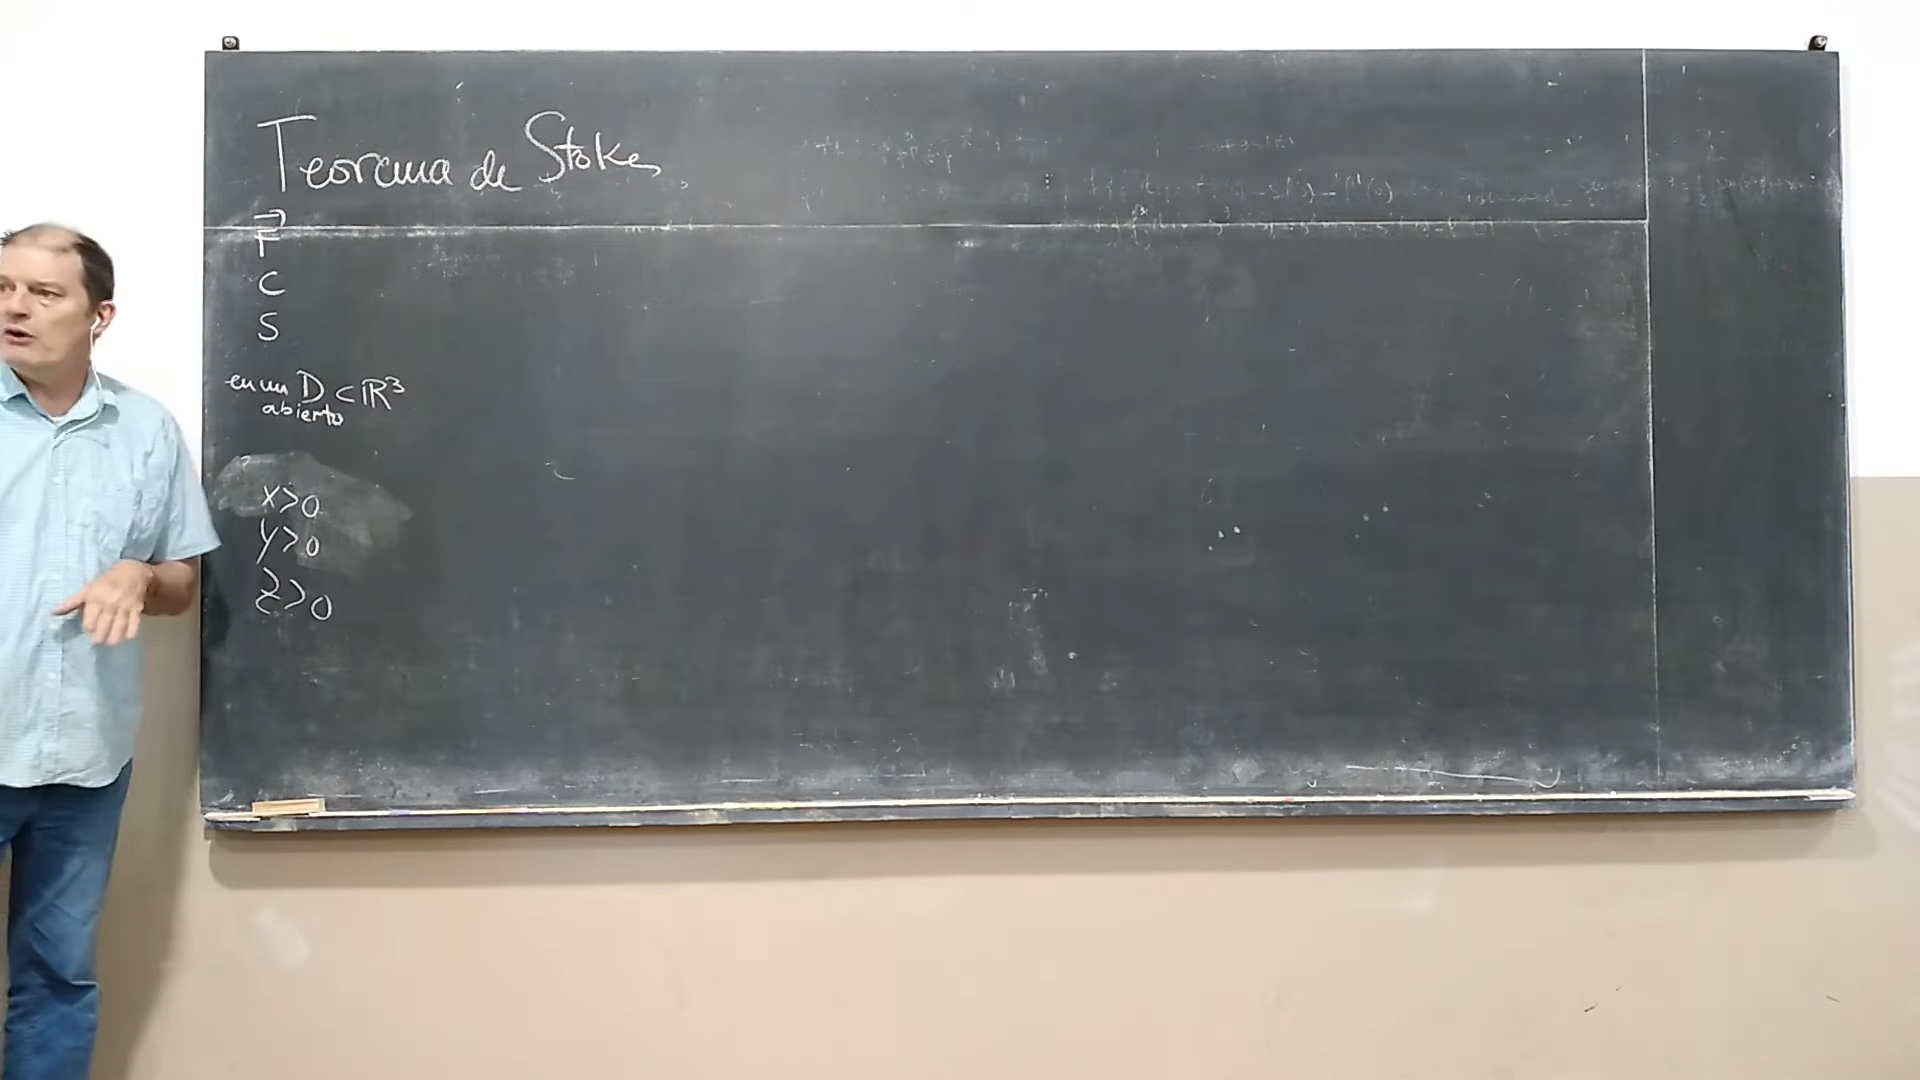 Teorema de Stokes
F⃗
C
S
en un D ⊂ ℝ³
abierto
x>0
y>0
z>0